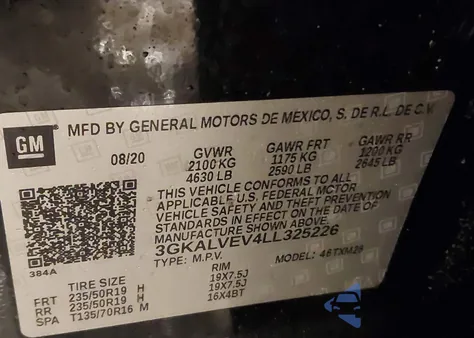 MFD BY GENERAL MOTORS DE MEXICO, S. DE R.L. DE C.V.
GM
08/20 GVWR GAWR FRT GAWR RR
2100 KG 1175 KG 1200 KG
4630 LB 2590 LB 2645 LB
THIS VEHICLE CONFORMS TO ALL
APPLICABLE U.S. FEDERAL MOTOR
VEHICLE SAFETY AND THEFT PREVENTION
STANDARDS IN EFFECT ON THE DATE OF
MANUFACTURE SHOWN ABOVE.
3GKALVEV4LL325226
TYPE: M.P.V. MODEL: 46TXM26
384A
TIRE SIZE RIM
FRT 235/50R19 H 19X7.5J
RR 235/50R19 H 19X7.5J
SPA T135/70R16 M 16X4BT